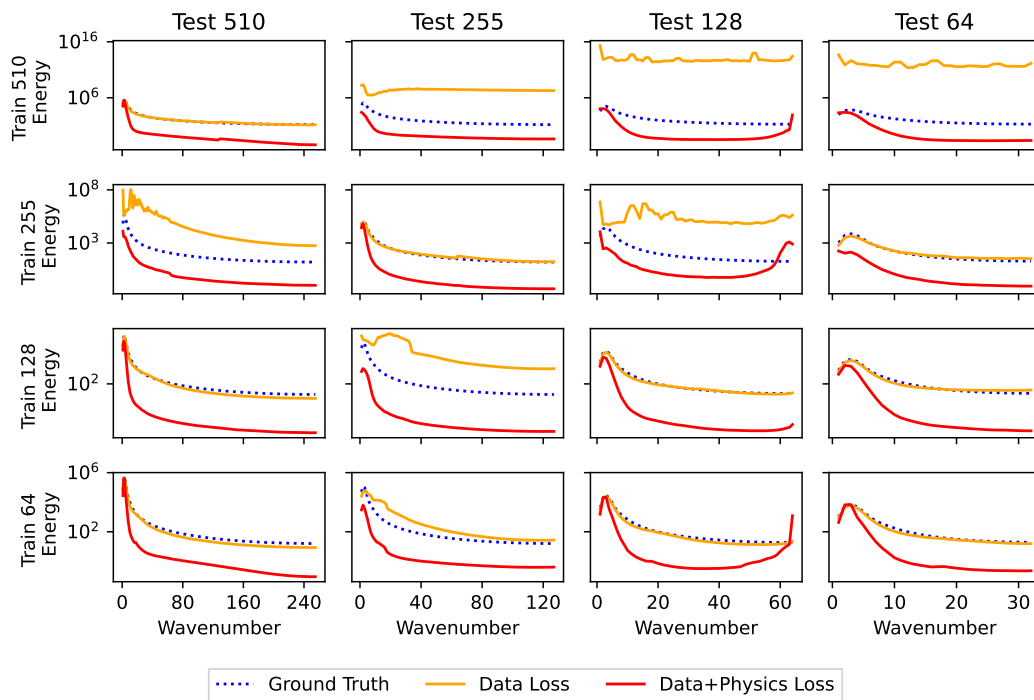 Test 510 Test 255 Test 128 Test 64
Train 510
Energy
10^16
10^6
Train 255
Energy
10^8
10^3
Train 128
Energy
10^2
Train 64
Energy
10^6
10^2
0 80 160 240 0 40 80 120 0 20 40 60 0 10 20 30
Wavenumber Wavenumber Wavenumber Wavenumber
Ground Truth Data Loss Data+Physics Loss